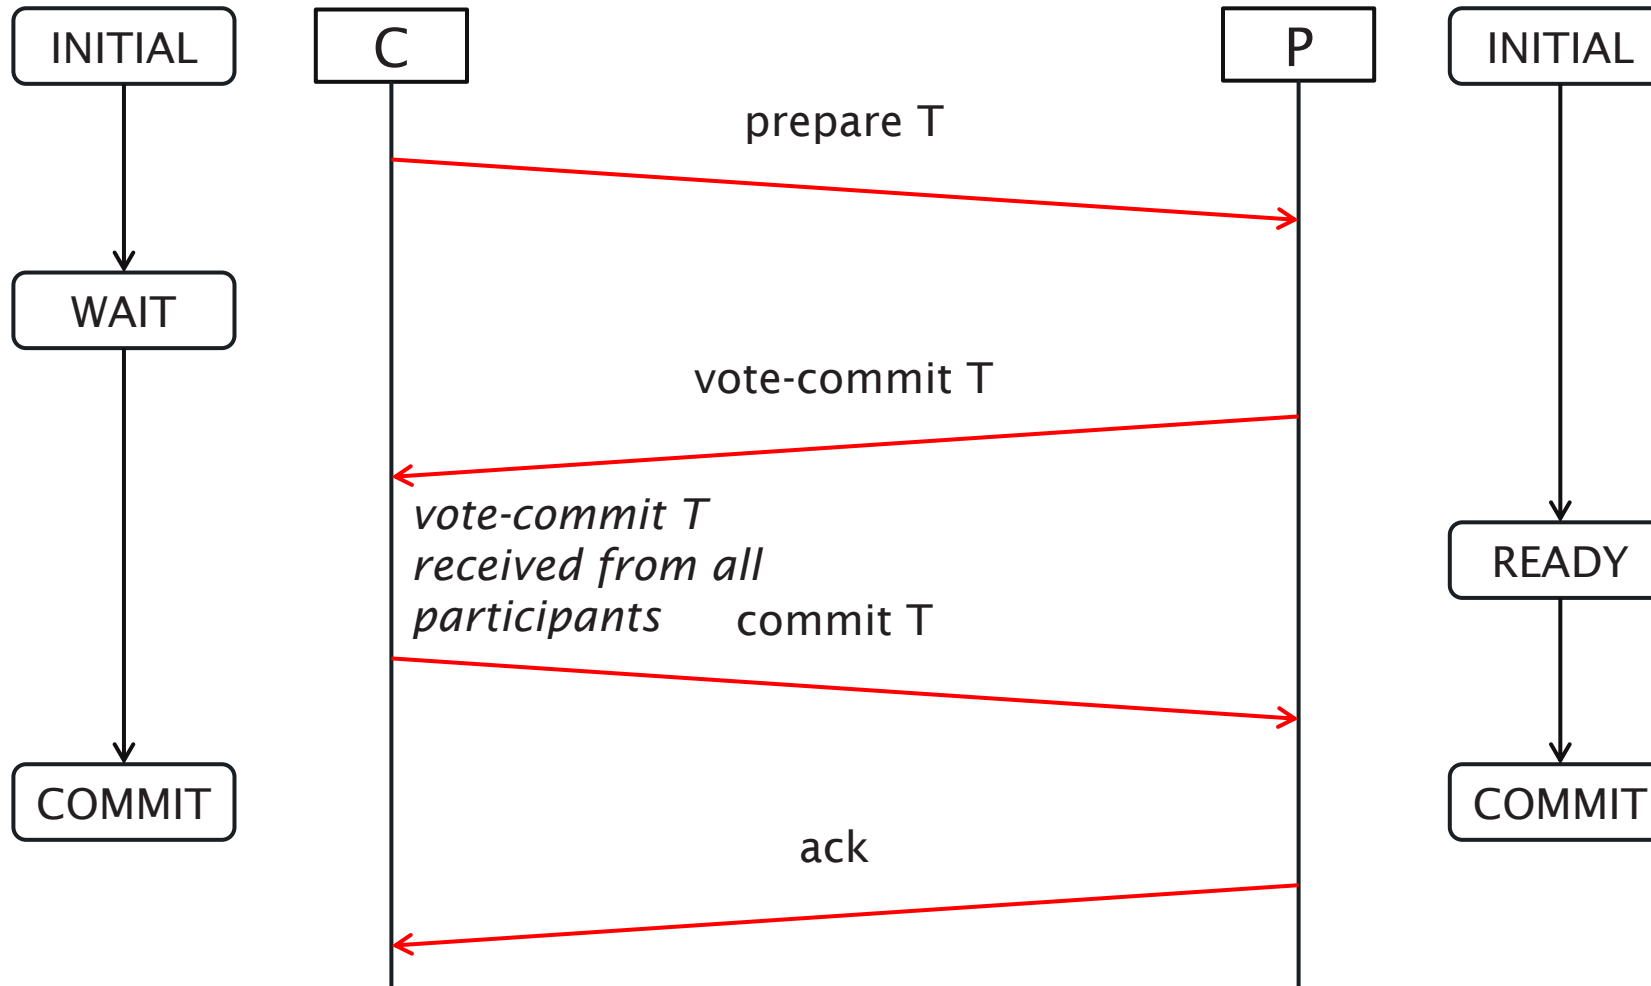 INITIAL
C
P
INITIAL
prepare T
WAIT
vote-commit T
vote-commit T
received from all
participants
commit T
READY
COMMIT
COMMIT
ack